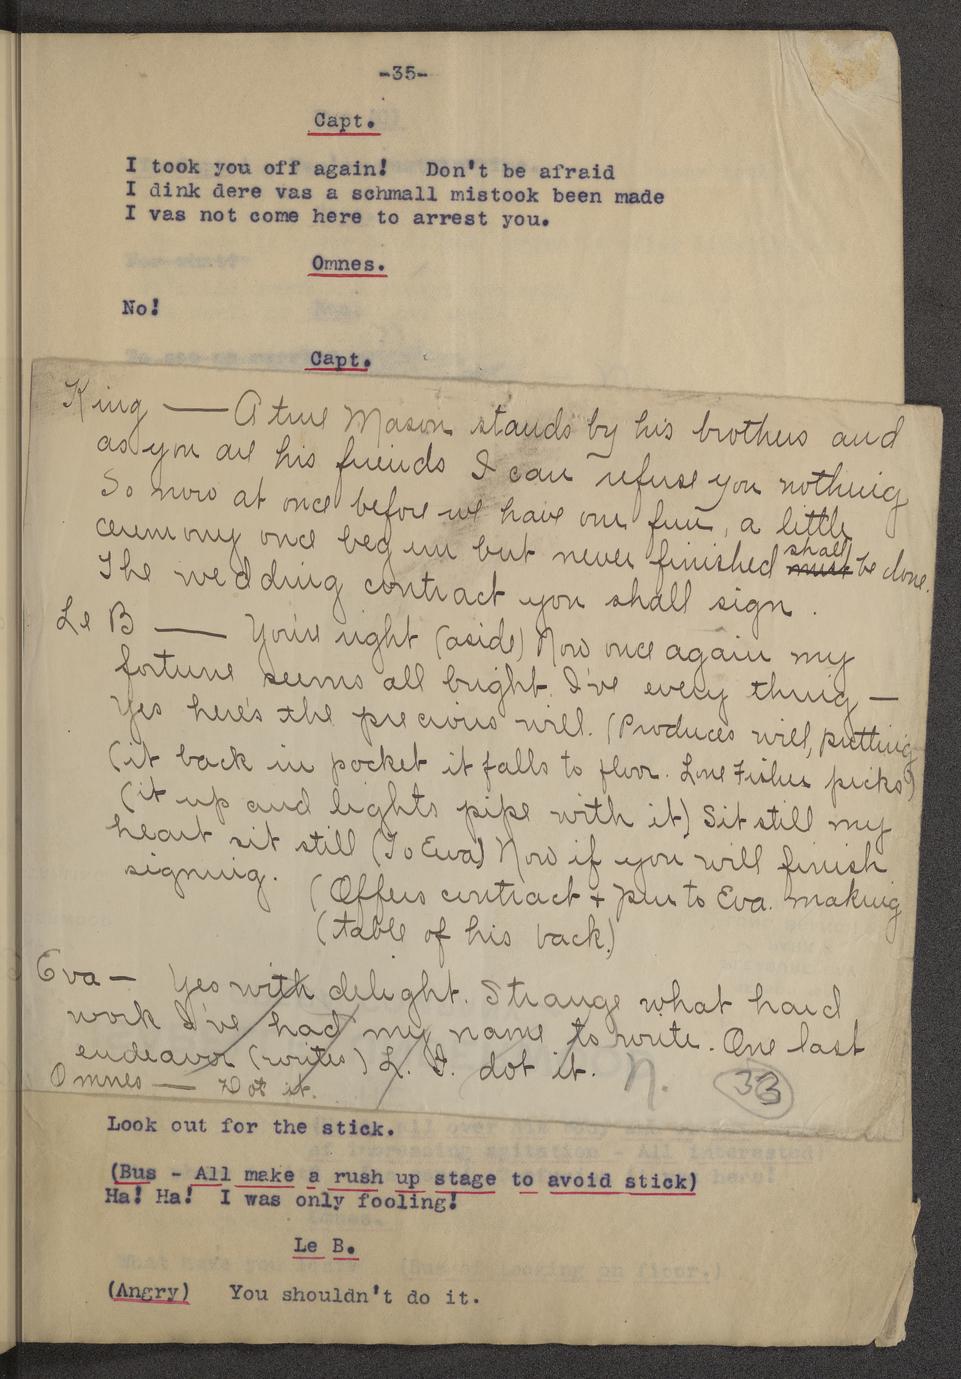 -35-
Capt.
I took you off again!   Don't be afraid
I dink dere vas a schmall mistook been made
I vas not come here to arrest you.
Omnes.
No!
Capt.
King — A true Mason stands by his brothers and
as you are his friends I can refuse you nothing
So now at once before we have our fun, a little
ceremony once begun but never finished shall must be done.
The wedding contract you shall sign.
Le B — You're right (aside) Now once again my
fortune seems all bright. I've every thing —
Yes here's the precious will. (Produces will, putting)
(it back in pocket it falls to floor. Lone Fisher picks)
(it up and lights pipe with it) Sit still my
heart sit still (To Eva) Now if you will finish
signing. (Offers contract + pen to Eva. making
(table of his back.)
Eva — Yes with delight. Strange what hard
work I've had my name to write. One last
endeavor (writes) L. I. dot it. N. 33
Omnes — Dot it.
Look out for the stick.
(Bus - All make a rush up stage to avoid stick)
Ha! Ha!  I was only fooling!
Le B.
(Angry)   You shouldn't do it.